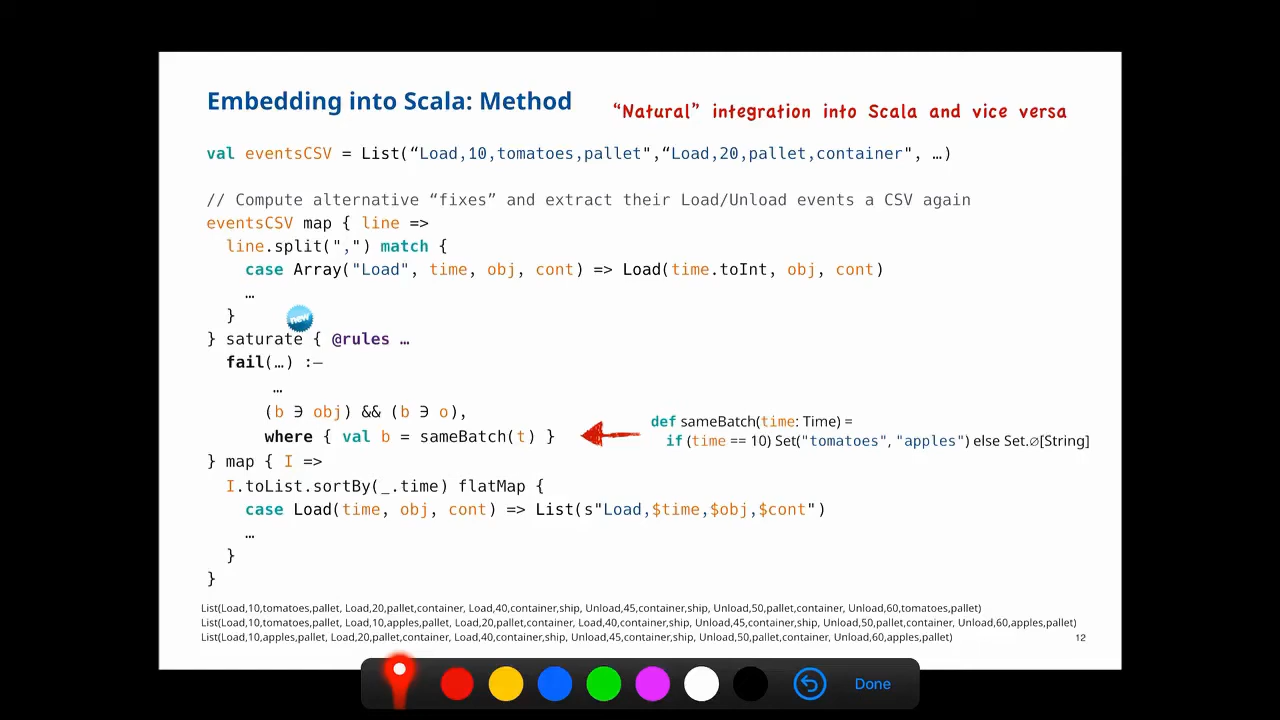 Embedding into Scala: Method
“Natural” integration into Scala and vice versa
val eventsCSV = List(“Load,10,tomatoes,pallet",“Load,20,pallet,container", …)
// Compute alternative “fixes” and extract their Load/Unload events a CSV again
eventsCSV map { line =>
line.split(",") match {
case Array("Load", time, obj, cont) => Load(time.toInt, obj, cont)
…
}
new
} saturate { @rules …
fail(…) :–
…
(b ∋ obj) && (b ∋ o),
where { val b = sameBatch(t) }
def sameBatch(time: Time) =
if (time == 10) Set("tomatoes", "apples") else Set.∅[String]
} map { I =>
I.toList.sortBy(_.time) flatMap {
case Load(time, obj, cont) => List(s"Load,$time,$obj,$cont")
…
}
}
List(Load,10,tomatoes,pallet, Load,20,pallet,container, Load,40,container,ship, Unload,45,container,ship, Unload,50,pallet,container, Unload,60,tomatoes,pallet)
List(Load,10,tomatoes,pallet, Load,10,apples,pallet, Load,20,pallet,container, Load,40,container,ship, Unload,45,container,ship, Unload,50,pallet,container, Unload,60,apples,pallet)
List(Load,10,apples,pallet, Load,20,pallet,container, Load,40,container,ship, Unload,45,container,ship, Unload,50,pallet,container, Unload,60,apples,pallet)
12
Done